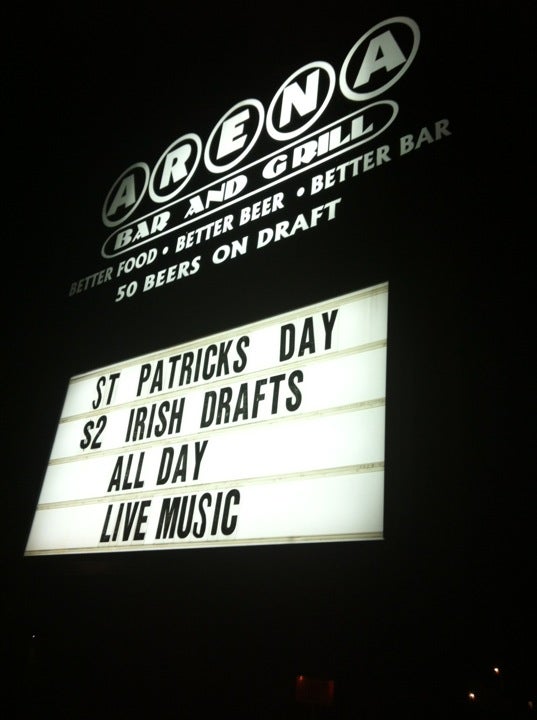 ARENA
BAR AND GRILL
BETTER FOOD • BETTER BEER • BETTER BAR
50 BEERS ON DRAFT
ST PATRICKS DAY
$2 IRISH DRAFTS
ALL DAY
LIVE MUSIC